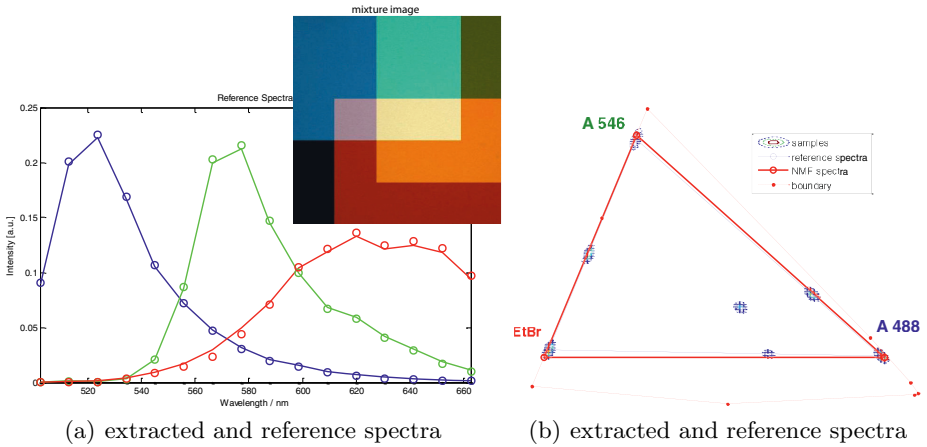 mixture image
Reference Spectra
0.25
0.2
0.15
0.1
0.05
0
520
540
560
580
600
620
640
660
Intensity [a.u.]
Wavelength / nm
(a) extracted and reference spectra
A 546
samples
reference spectra
NMF spectra
boundary
EtBr
A 488
(b) extracted and reference spectra